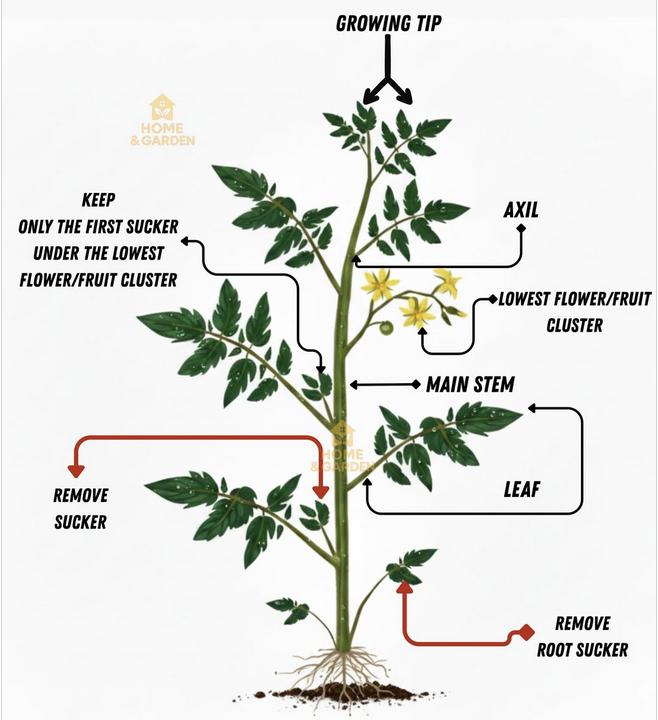 GROWING TIP
HOME
& GARDEN
KEEP
ONLY THE FIRST SUCKER
UNDER THE LOWEST
FLOWER/FRUIT CLUSTER
AXIL
LOWEST FLOWER/FRUIT
CLUSTER
MAIN STEM
HOME
& GARDEN
LEAF
REMOVE
SUCKER
REMOVE
ROOT SUCKER